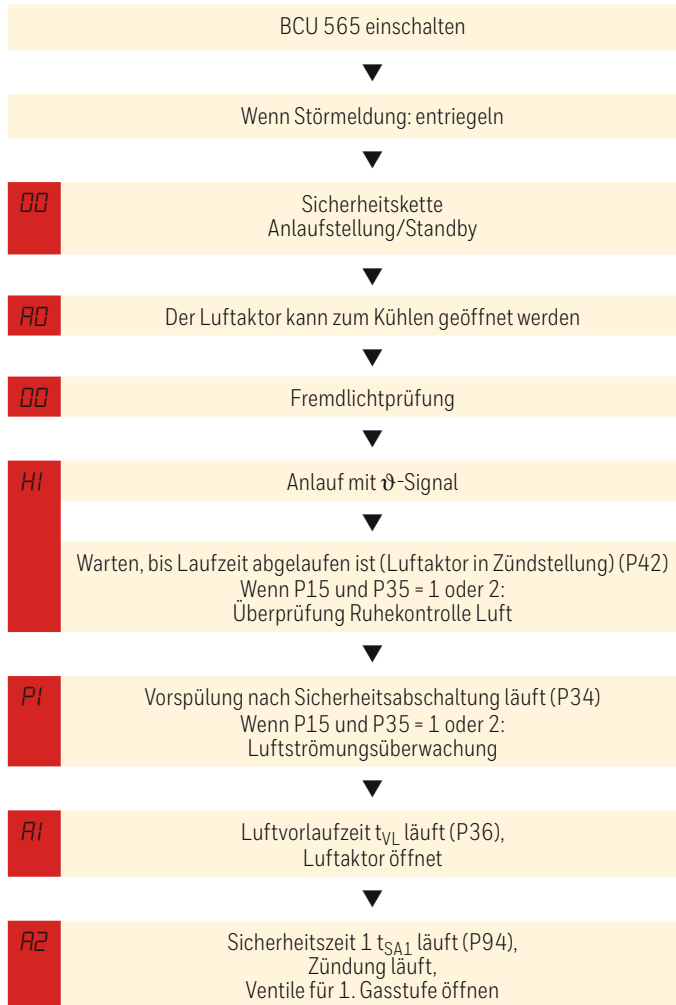 BCU 565 einschalten
▼
Wenn Störmeldung: entriegeln
▼
00
Sicherheitskette
Anlaufstellung/Standby
▼
A0
Der Luftaktor kann zum Kühlen geöffnet werden
▼
00
Fremdlichtprüfung
▼
H1
Anlauf mit ϑ-Signal
▼
Warten, bis Laufzeit abgelaufen ist (Luftaktor in Zündstellung) (P42)
Wenn P15 und P35 = 1 oder 2:
Überprüfung Ruhekontrolle Luft
▼
P1
Vorspülung nach Sicherheitsabschaltung läuft (P34)
Wenn P15 und P35 = 1 oder 2:
Luftströmungsüberwachung
▼
A1
Luftvorlaufzeit tVL läuft (P36),
Luftaktor öffnet
▼
A2
Sicherheitszeit 1 tSA1 läuft (P94),
Zündung läuft,
Ventile für 1. Gasstufe öffnen